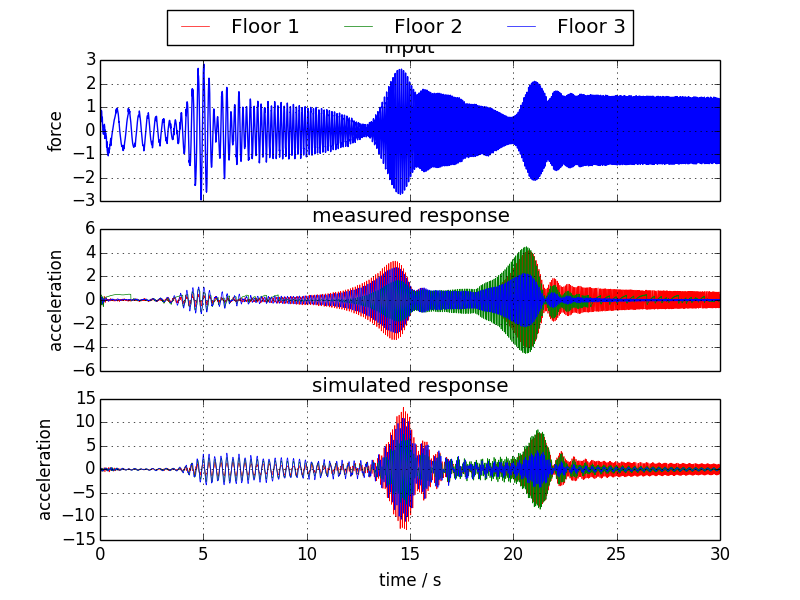 Floor 1 Floor 2 Floor 3
input
3
2
1
0
−1
−2
−3
force
measured response
6
4
2
0
−2
−4
−6
acceleration
simulated response
15
10
5
0
−5
−10
−15
acceleration
0 5 10 15 20 25 30
time / s